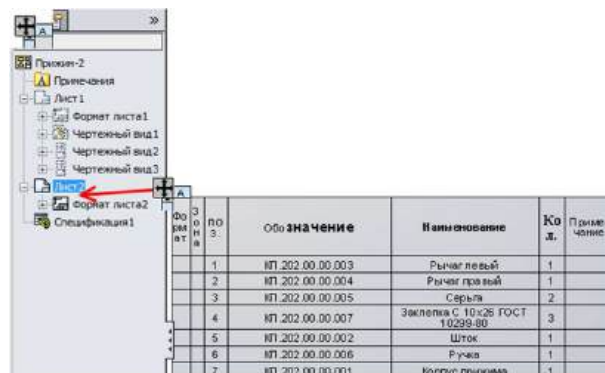 »
A
Прижим-2
A Примечания
Лист1
Формат листа1
Чертежный вид1
Чертежный вид2
Чертежный вид3
Лист2
Формат листа2
Спецификация1
A
Формат Зона поз. Обозначение Наименование Кол. Примечание
1 КП.202.00.00.003 Рычаг левый 1
2 КП.202.00.00.004 Рычаг правый 1
3 КП.202.00.00.005 Серьга 2
4 КП.202.00.00.007 Заклепка С 10х26 ГОСТ 10299-80 3
5 КП.202.00.00.002 Шток 1
6 КП.202.00.00.006 Ручка 1
7 КП.202.00.00.001 Корпус прижима 1